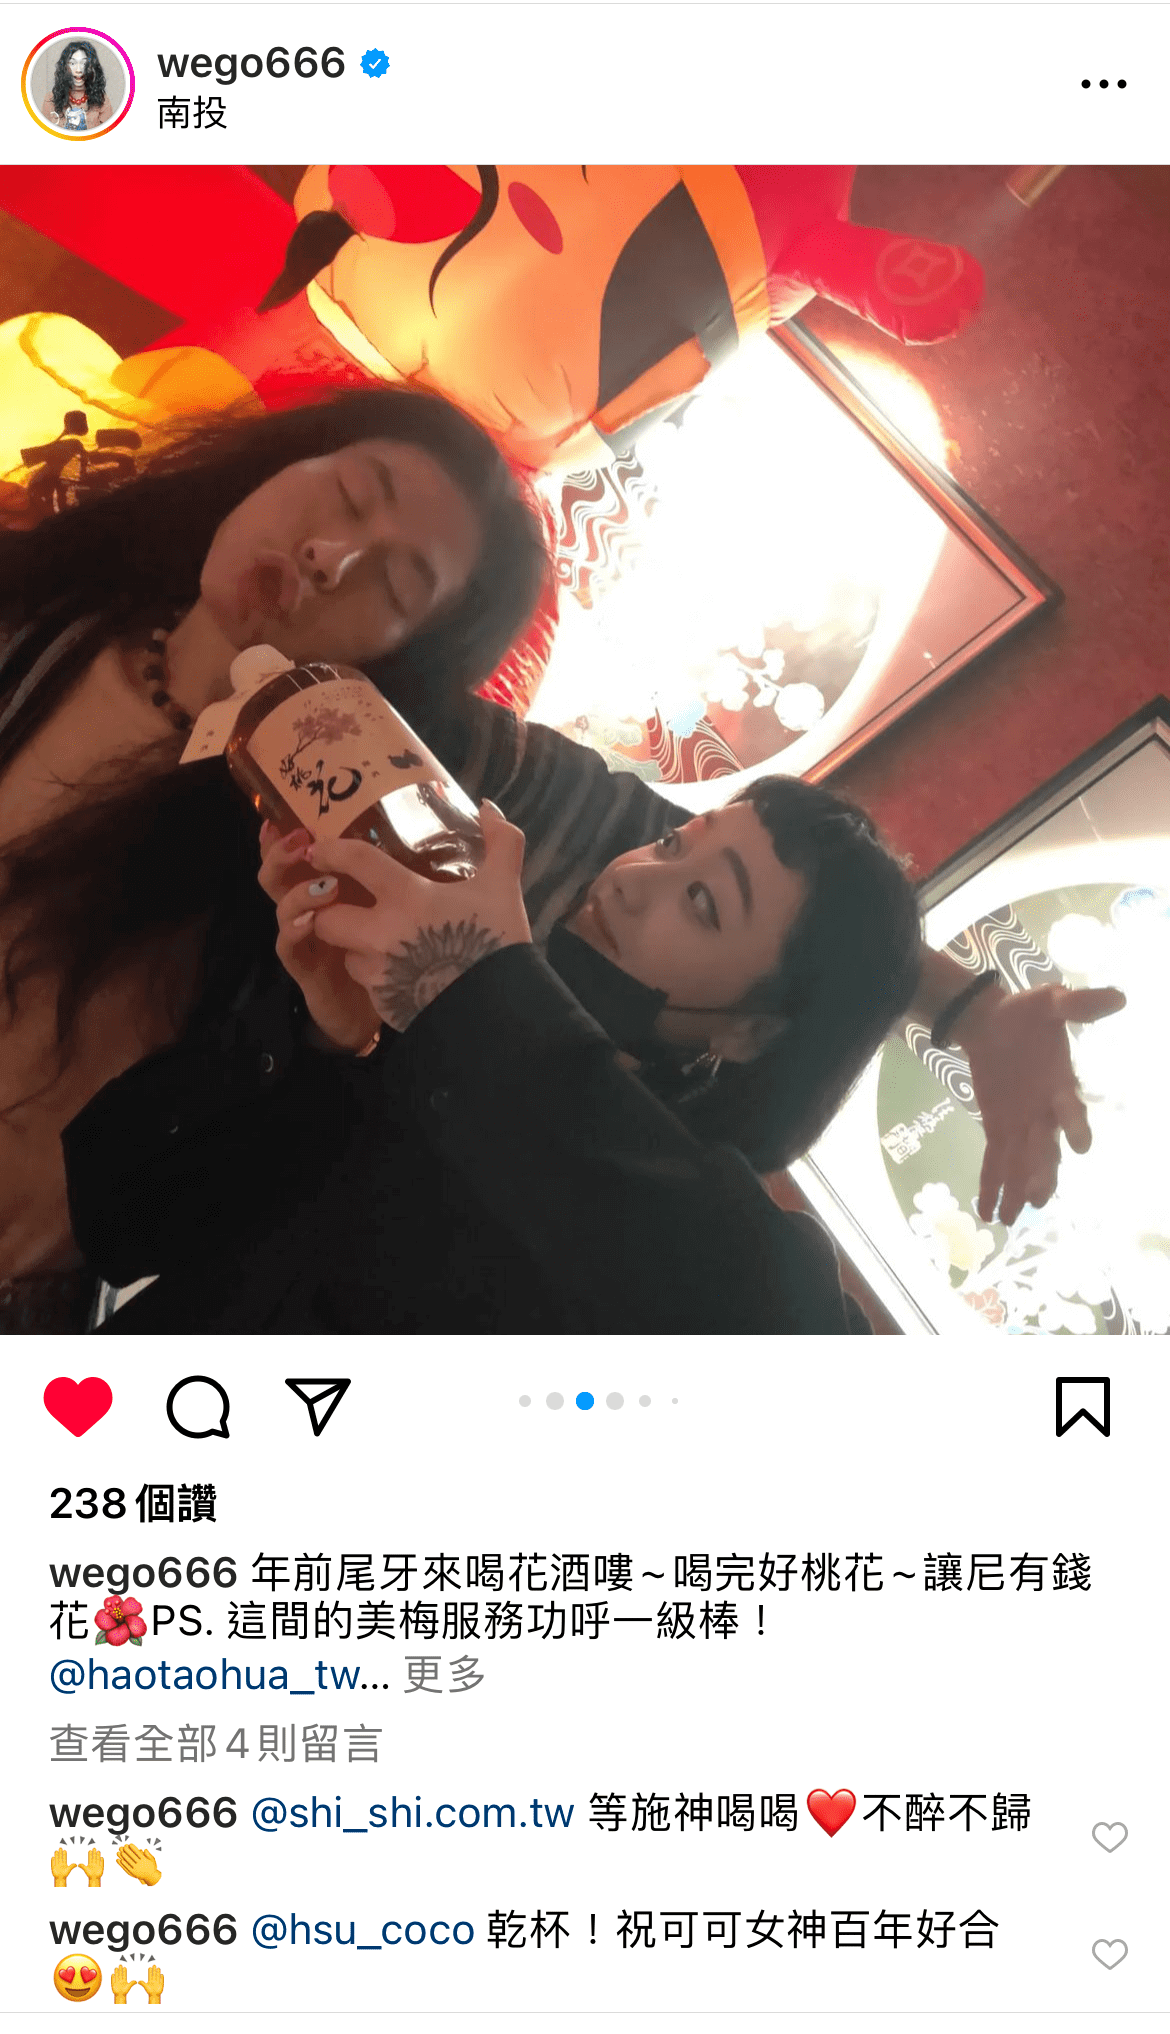 wego666
南投
好桃花
238 個讚
wego666 年前尾牙來喝花酒嘍～喝完好桃花～讓尼有錢
花🌺PS. 這間的美梅服務功呼一級棒！
@haotaohua_tw... 更多
查看全部 4 則留言
wego666 @shi_shi.com.tw 等施神喝喝❤️不醉不歸
🙌👏
wego666 @hsu_coco 乾杯！祝可可女神百年好合
😍🙌